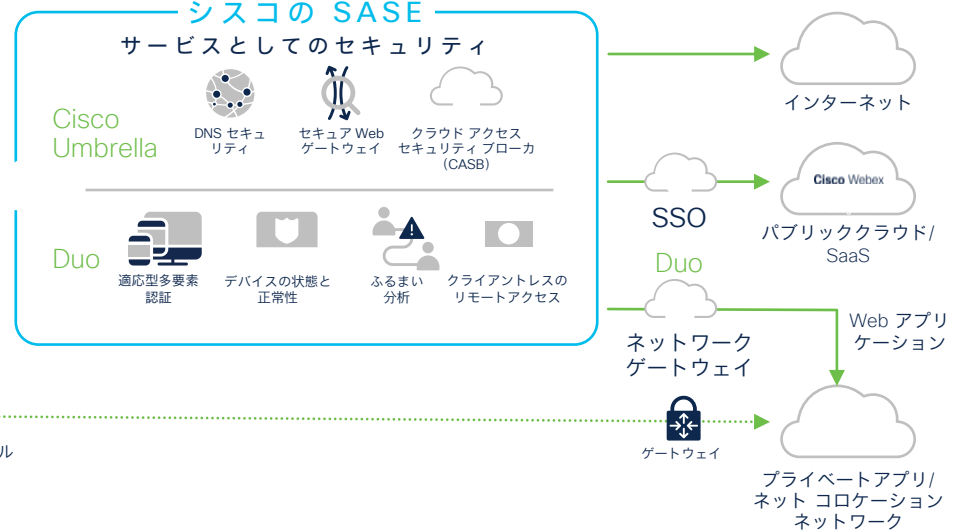 シスコの SASE
サービスとしてのセキュリティ
Cisco
Umbrella
DNS セキュ
リティ
セキュア Web
ゲートウェイ
クラウド アクセス
セキュリティ ブローカ
(CASB)
Duo
適応型多要素
認証
デバイスの状態と
正常性
ふるまい
分析
クライアントレスの
リモートアクセス
インターネット
SSO
Cisco Webex
パブリッククラウド/
SaaS
Duo
ネットワーク
ゲートウェイ
Web アプリ
ケーション
ル
ゲートウェイ
プライベートアプリ/
ネット コロケーション
ネットワーク